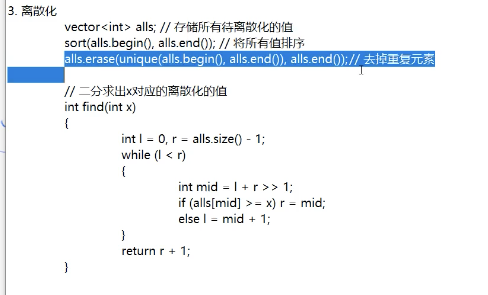 3. 离散化
vector<int> alls; // 存储所有待离散化的值
sort(alls.begin(), alls.end()); // 将所有值排序
alls.erase(unique(alls.begin(), alls.end()), alls.end()); // 去掉重复元素
// 二分求出x对应的离散化的值
int find(int x)
{
int l = 0, r = alls.size() - 1;
while (l < r)
{
int mid = l + r >> 1;
if (alls[mid] >= x) r = mid;
else l = mid + 1;
}
return r + 1;
}